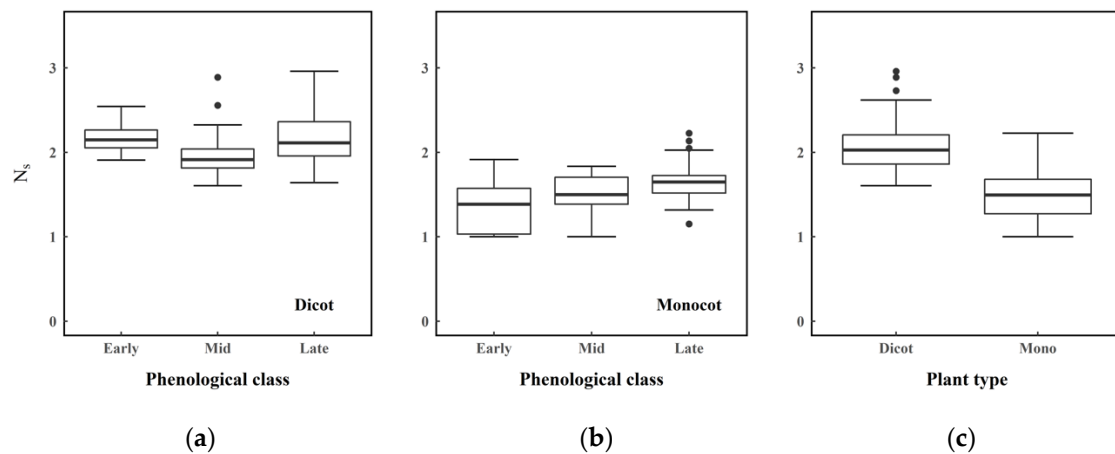 3
2
1
0
N_s
Early Mid Late
Dicot
Phenological class
(a)
3
2
1
0
Early Mid Late
Monocot
Phenological class
(b)
3
2
1
0
Dicot Mono
Plant type
(c)